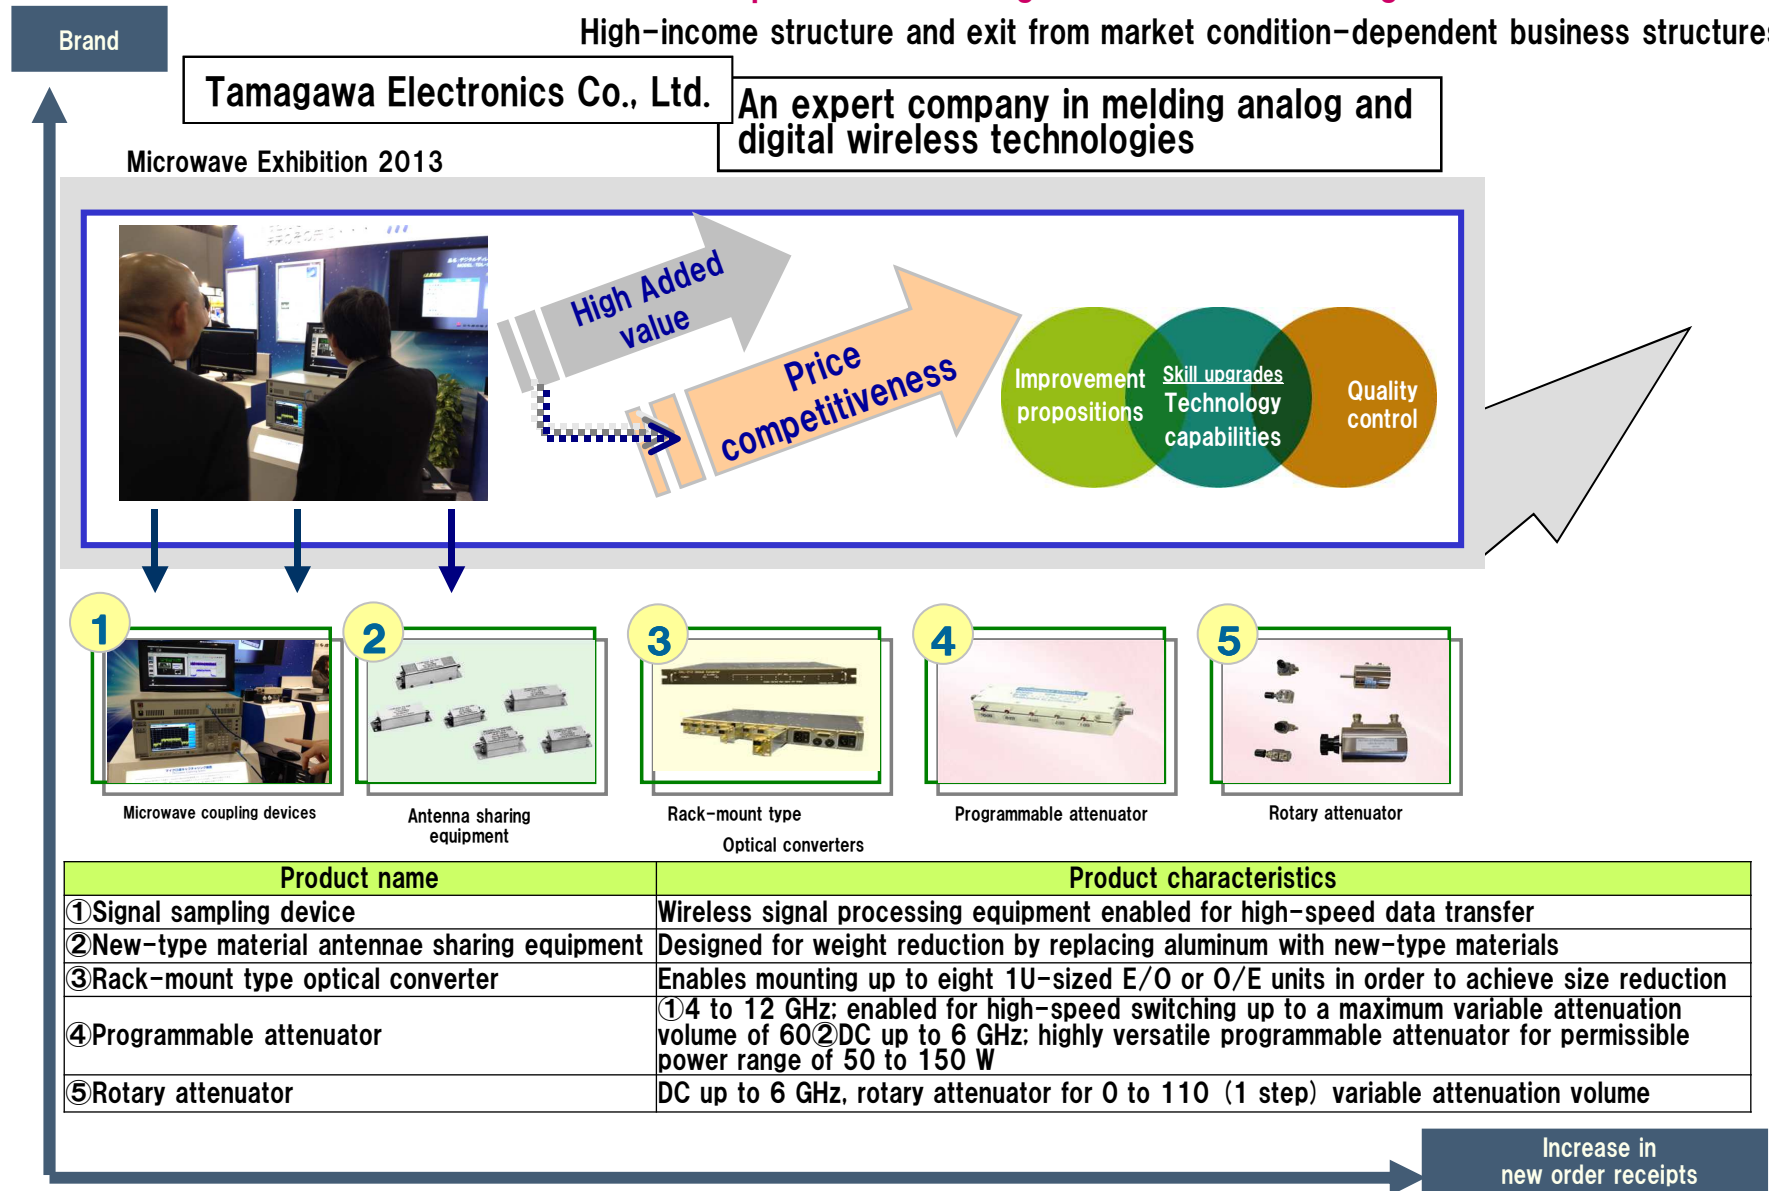 Brand
High-income structure and exit from market condition-dependent business structures
Tamagawa Electronics Co., Ltd.
An expert company in melding analog and
digital wireless technologies
Microwave Exhibition 2013
High Added
value
Price
competitiveness
Improvement
propositions
Skill upgrades
Technology
capabilities
Quality
control
1
2
3
4
5
Microwave coupling devices
Antenna sharing
equipment
Rack-mount type
Optical converters
Programmable attenuator
Rotary attenuator
Product name
Product characteristics
①Signal sampling device
Wireless signal processing equipment enabled for high-speed data transfer
②New-type material antennae sharing equipment
Designed for weight reduction by replacing aluminum with new-type materials
③Rack-mount type optical converter
Enables mounting up to eight 1U-sized E/O or O/E units in order to achieve size reduction
④Programmable attenuator
①4 to 12 GHz; enabled for high-speed switching up to a maximum variable attenuation
volume of 60②DC up to 6 GHz; highly versatile programmable attenuator for permissible
power range of 50 to 150 W
⑤Rotary attenuator
DC up to 6 GHz, rotary attenuator for 0 to 110 (1 step) variable attenuation volume
Increase in
new order receipts